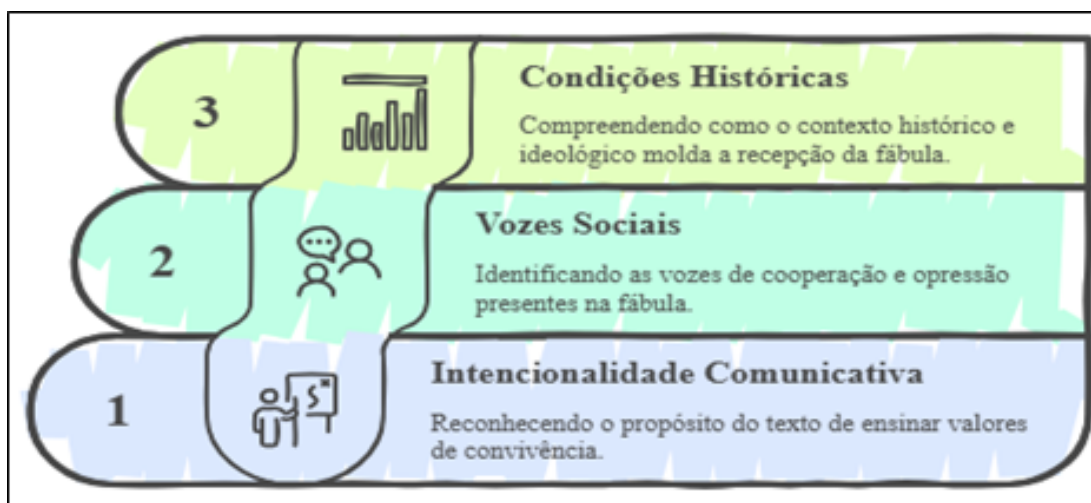 3
Condições Históricas
Compreendendo como o contexto histórico e
ideológico molda a recepção da fábula.
2
Vozes Sociais
Identificando as vozes de cooperação e opressão
presentes na fábula.
1
Intencionalidade Comunicativa
Reconhecendo o propósito do texto de ensinar valores
de convivência.